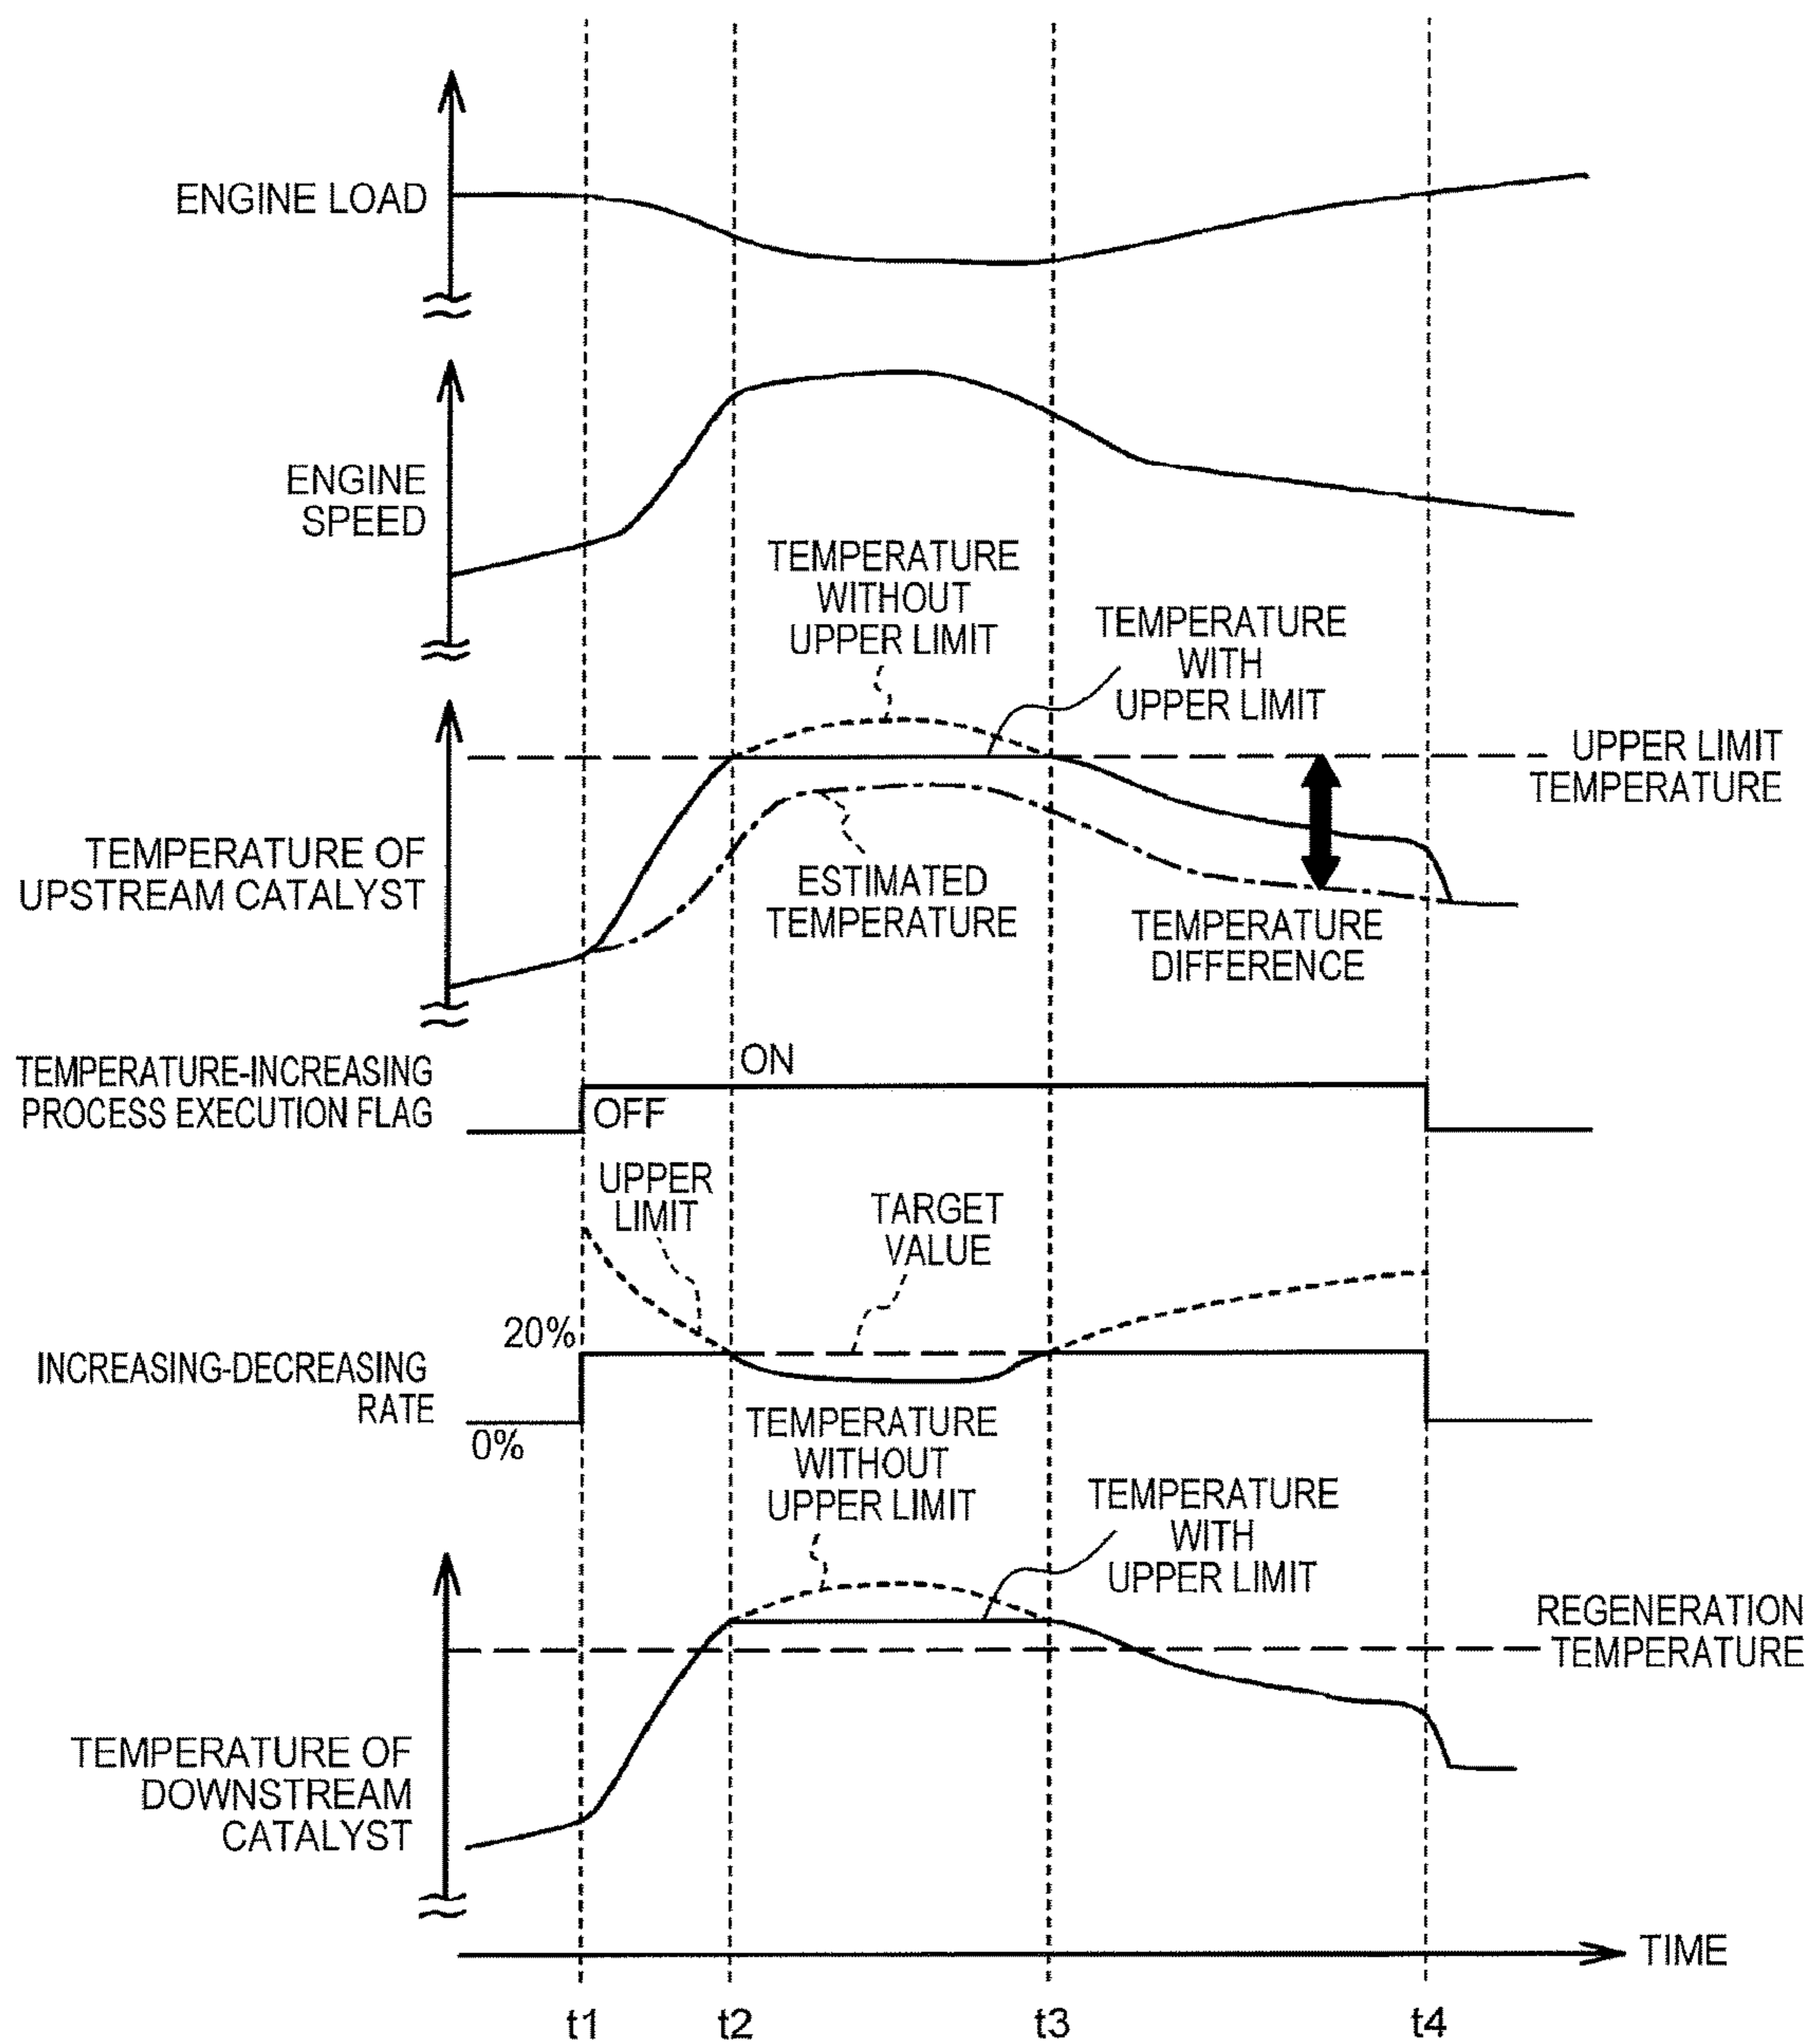 ENGINE LOAD
ENGINE
SPEED
TEMPERATURE
WITHOUT
UPPER LIMIT
TEMPERATURE
WITH
UPPER LIMIT
UPPER LIMIT
TEMPERATURE
TEMPERATURE OF
UPSTREAM CATALYST
ESTIMATED
TEMPERATURE
TEMPERATURE
DIFFERENCE
TEMPERATURE-INCREASING
PROCESS EXECUTION FLAG
ON
OFF
UPPER
LIMIT
TARGET
VALUE
20%
INCREASING-DECREASING
RATE
0%
TEMPERATURE
WITHOUT
UPPER LIMIT
TEMPERATURE
WITH
UPPER LIMIT
REGENERATION
TEMPERATURE
TEMPERATURE OF
DOWNSTREAM
CATALYST
TIME
t1 t2 t3 t4